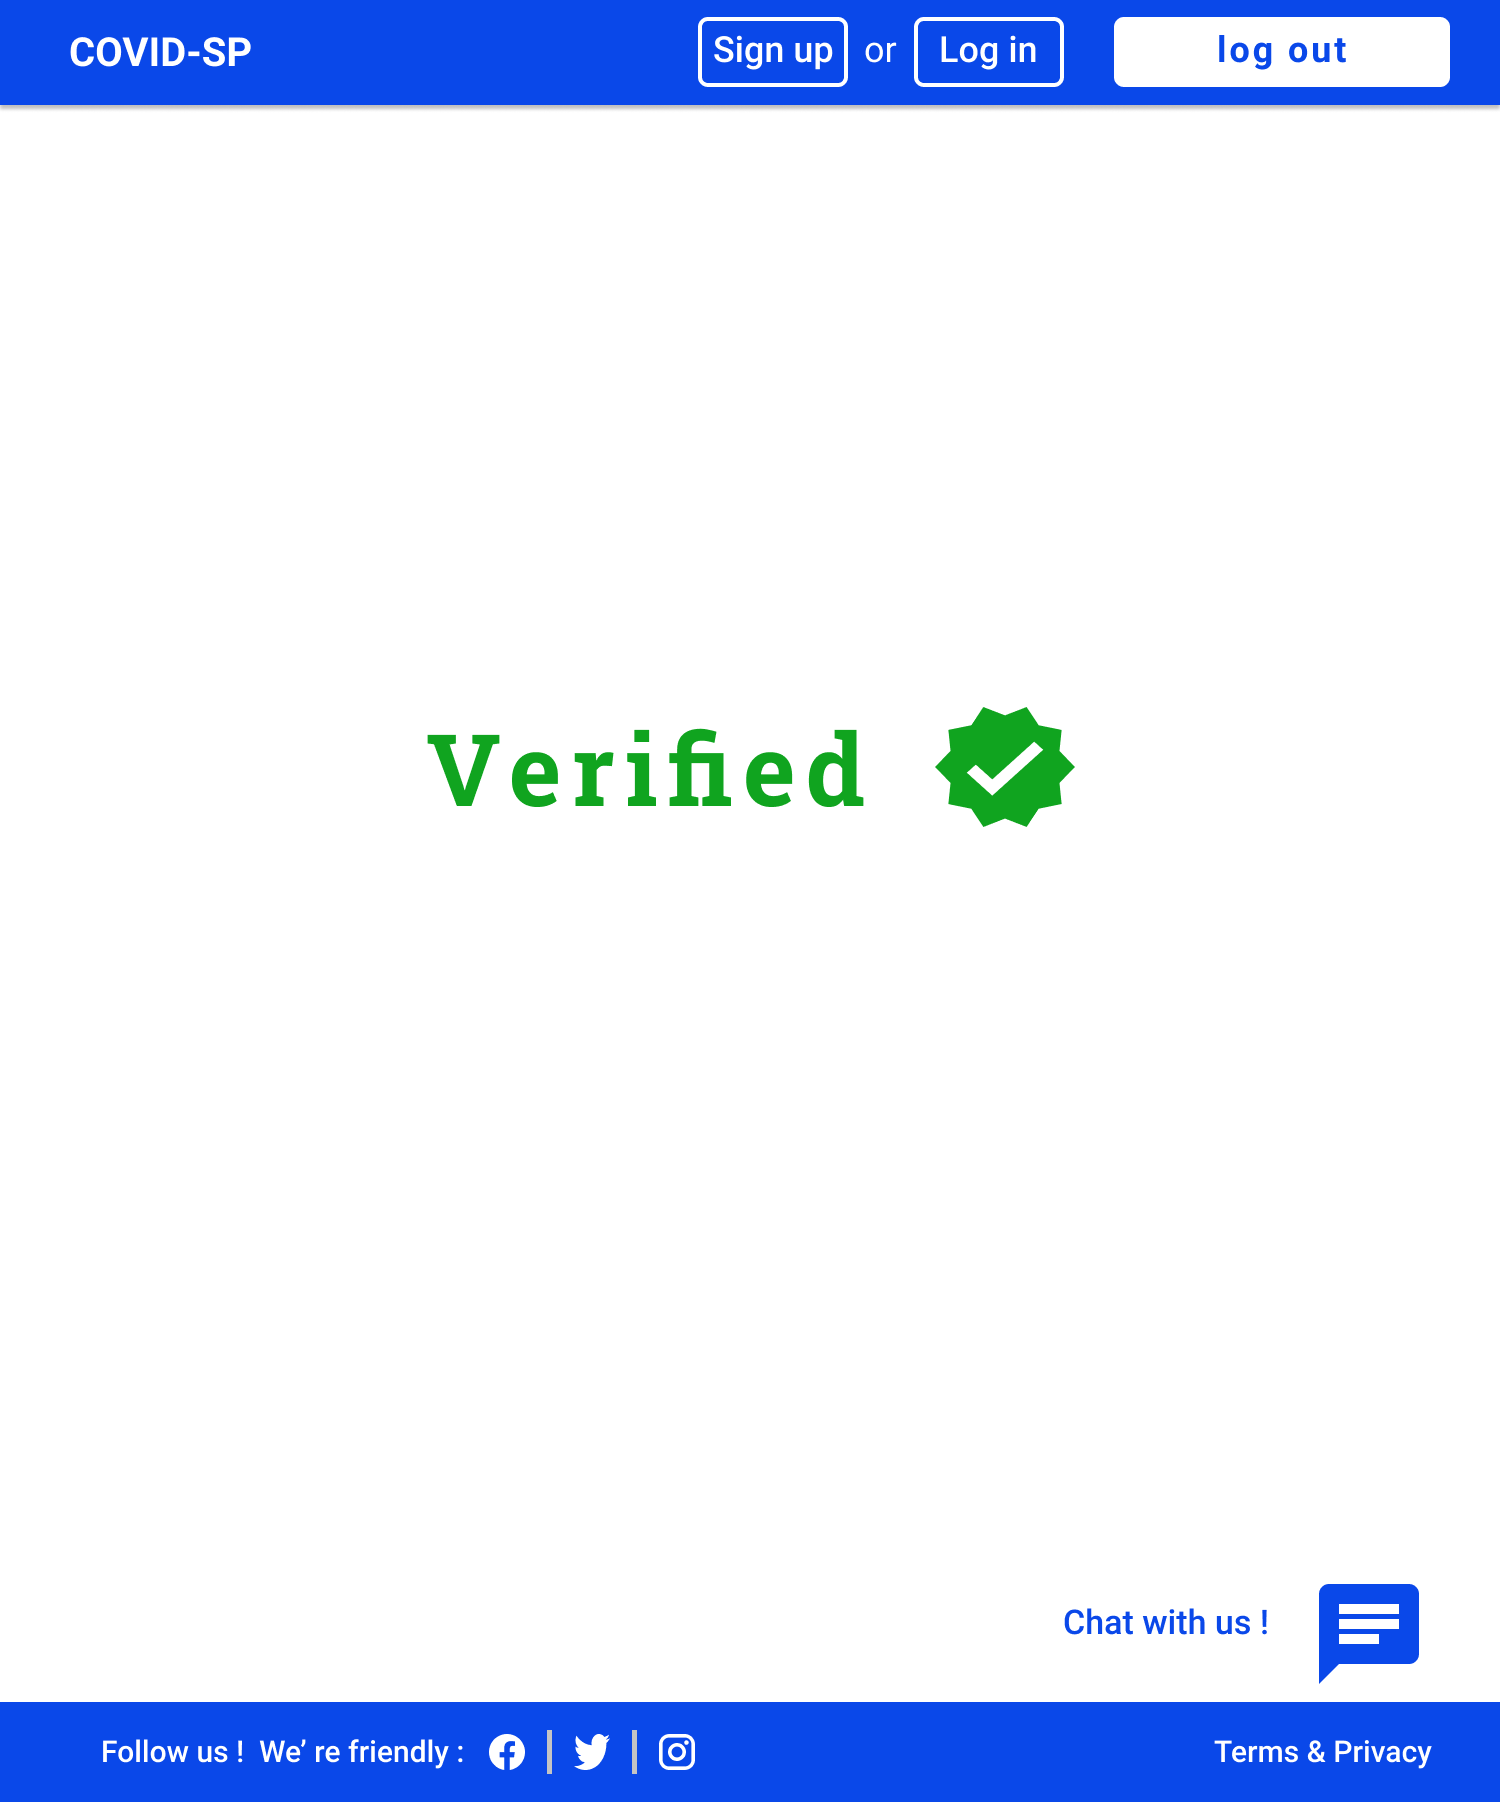 COVID-SP Sign up or Log in log out
Verified
Chat with us !
Follow us ! We’ re friendly : Terms & Privacy